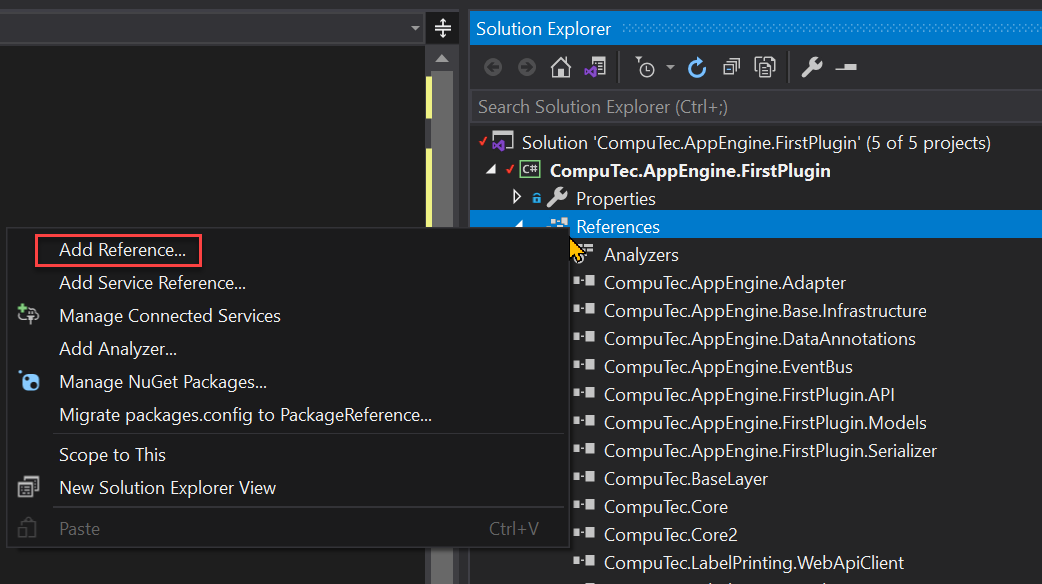 Solution Explorer
Search Solution Explorer (Ctrl+;)
Solution 'CompuTec.AppEngine.FirstPlugin' (5 of 5 projects)
C# CompuTec.AppEngine.FirstPlugin
Properties
References
Analyzers
CompuTec.AppEngine.Adapter
CompuTec.AppEngine.Base.Infrastructure
CompuTec.AppEngine.DataAnnotations
CompuTec.AppEngine.EventBus
CompuTec.AppEngine.FirstPlugin.API
CompuTec.AppEngine.FirstPlugin.Models
CompuTec.AppEngine.FirstPlugin.Serializer
CompuTec.BaseLayer
CompuTec.Core
CompuTec.Core2
CompuTec.LabelPrinting.WebApiClient
Add Reference...
Add Service Reference...
Manage Connected Services
Add Analyzer...
Manage NuGet Packages...
Migrate packages.config to PackageReference...
Scope to This
New Solution Explorer View
Paste Ctrl+V